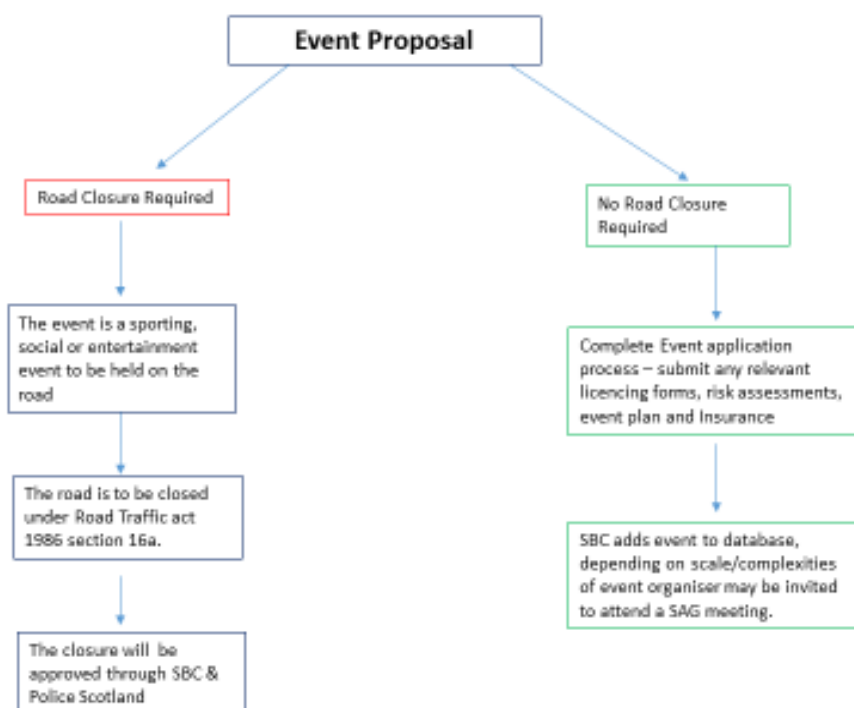 Event Proposal
Road Closure Required
No Road Closure
Required
The event is a sporting,
social or entertainment
event to be held on the
road
Complete Event application
process – submit any relevant
licencing forms, risk assessments,
event plan and Insurance
The road is to be closed
under Road Traffic act
1986 section 16a.
SBC adds event to database,
depending on scale/complexities
of event organiser may be invited
to attend a SAG meeting.
The closure will be
approved through SBC &
Police Scotland